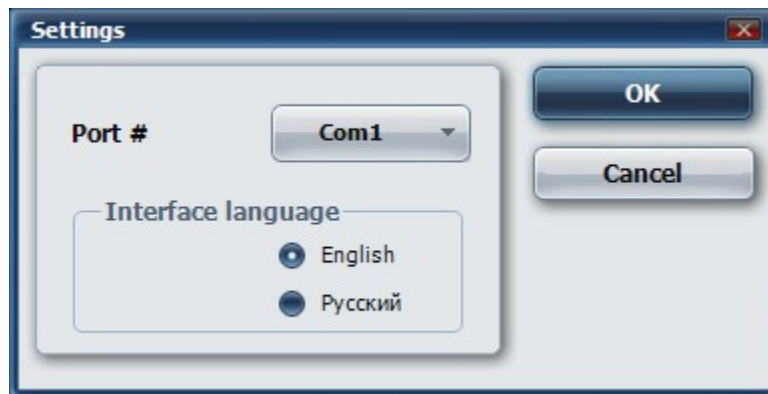 Settings
Port #
Com1
OK
Cancel
Interface language
English
Русский